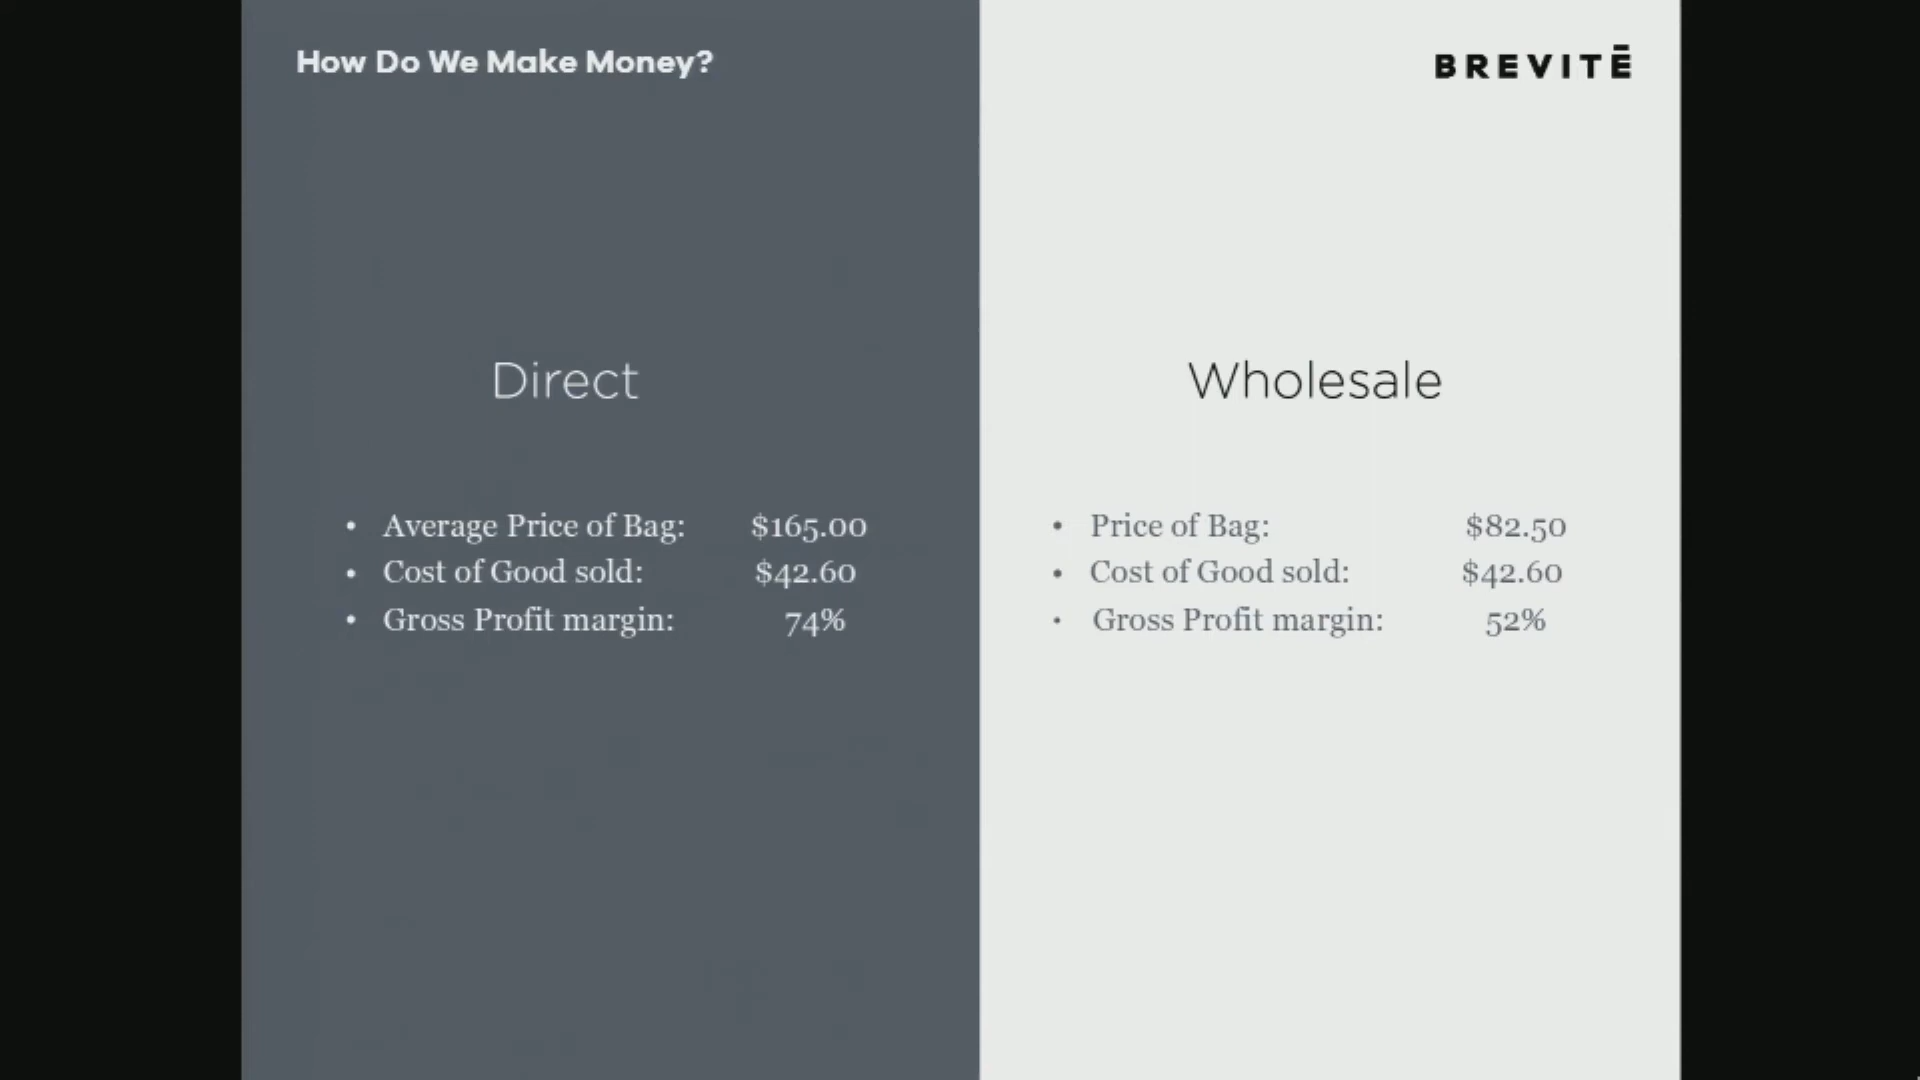 How Do We Make Money?
BREVITĒ
Direct
• Average Price of Bag: $165.00
• Cost of Good sold: $42.60
• Gross Profit margin: 74%
Wholesale
• Price of Bag: $82.50
• Cost of Good sold: $42.60
• Gross Profit margin: 52%